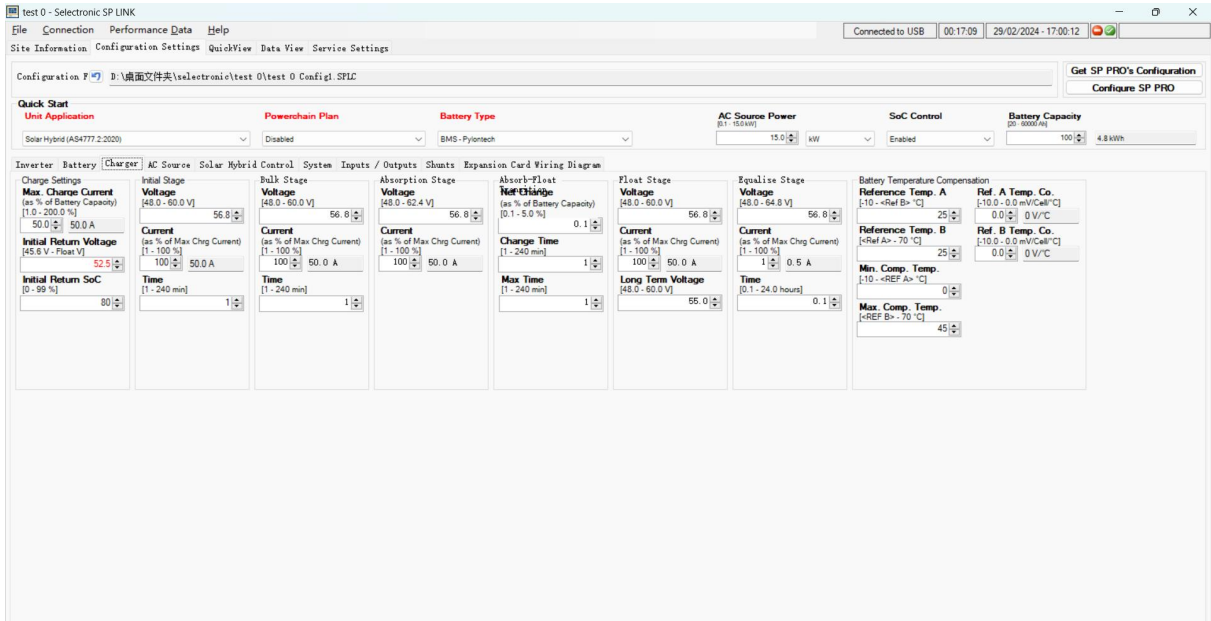 test 0 - Selectronic SP LINK
File Connection Performance Data Help
Connected to USB 00:17:09 29/02/2024 - 17:00:12
Site Information Configuration Settings QuickView Data View Service Settings
Configuration F D:\桌面文件夹\selectronic\test 0\test 0 Config1.SPLC
Get SP PRO's Configuration
Configure SP PRO
Quick Start
Unit Application Powerchain Plan Battery Type AC Source Power SoC Control Battery Capacity
[0.1 - 15.0 kW] [20 - 60000 Ah]
Solar Hybrid (AS4777.2:2020) Disabled BMS - Pylontech 15.0 kW Enabled 100 4.8 kWh
Inverter Battery Charger AC Source Solar Hybrid Control System Inputs / Outputs Shunts Expansion Card Wiring Diagram
Charge Settings
Max. Charge Current
(as % of Battery Capacity)
[1.0 - 200.0 %]
50.0 50.0 A
Initial Return Voltage
[45.6 V - Float V]
52.5
Initial Return SoC
[0 - 99 %]
80
Initial Stage
Voltage
[48.0 - 60.0 V]
56.8
Current
(as % of Max Chrg Current)
[1 - 100 %]
100 50.0 A
Time
[1 - 240 min]
1
Bulk Stage
Voltage
[48.0 - 60.0 V]
56.8
Current
(as % of Max Chrg Current)
[1 - 100 %]
100 50.0 A
Time
[1 - 240 min]
1
Absorption Stage
Voltage
[48.0 - 62.4 V]
56.8
Current
(as % of Max Chrg Current)
[1 - 100 %]
100 50.0 A
Absorb-Float
Net Change
(as % of Battery Capacity)
[0.1 - 5.0 %]
0.1
Change Time
[1 - 240 min]
1
Max Time
[1 - 240 min]
1
Float Stage
Voltage
[48.0 - 60.0 V]
56.8
Current
(as % of Max Chrg Current)
[1 - 100 %]
100 50.0 A
Long Term Voltage
[48.0 - 60.0 V]
55.0
Equalise Stage
Voltage
[48.0 - 64.8 V]
56.8
Current
(as % of Max Chrg Current)
[1 - 100 %]
1 0.5 A
Time
[0.1 - 24.0 hours]
0.1
Battery Temperature Compensation
Reference Temp. A Ref. A Temp. Co.
[-10 - <Ref B> °C] [-10.0 - 0.0 mV/Cell/°C]
25 0.0 0 V/°C
Reference Temp. B Ref. B Temp. Co.
[<Ref A> - 70 °C] [-10.0 - 0.0 mV/Cell/°C]
25 0.0 0 V/°C
Min. Comp. Temp.
[-10 - <REF A> °C]
0
Max. Comp. Temp.
[<REF B> - 70 °C]
45